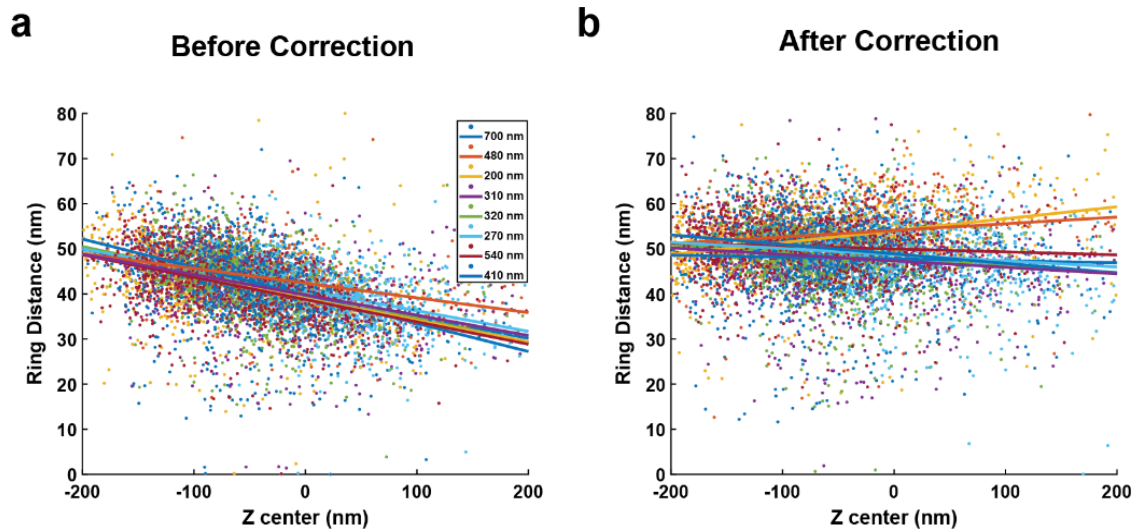 a
Before Correction
80
70
60
50
40
30
20
10
0
Ring Distance (nm)
-200
-100
0
100
200
Z center (nm)
700 nm
480 nm
200 nm
310 nm
320 nm
270 nm
540 nm
410 nm
b
After Correction
80
70
60
50
40
30
20
10
0
Ring Distance (nm)
-200
-100
0
100
200
Z center (nm)